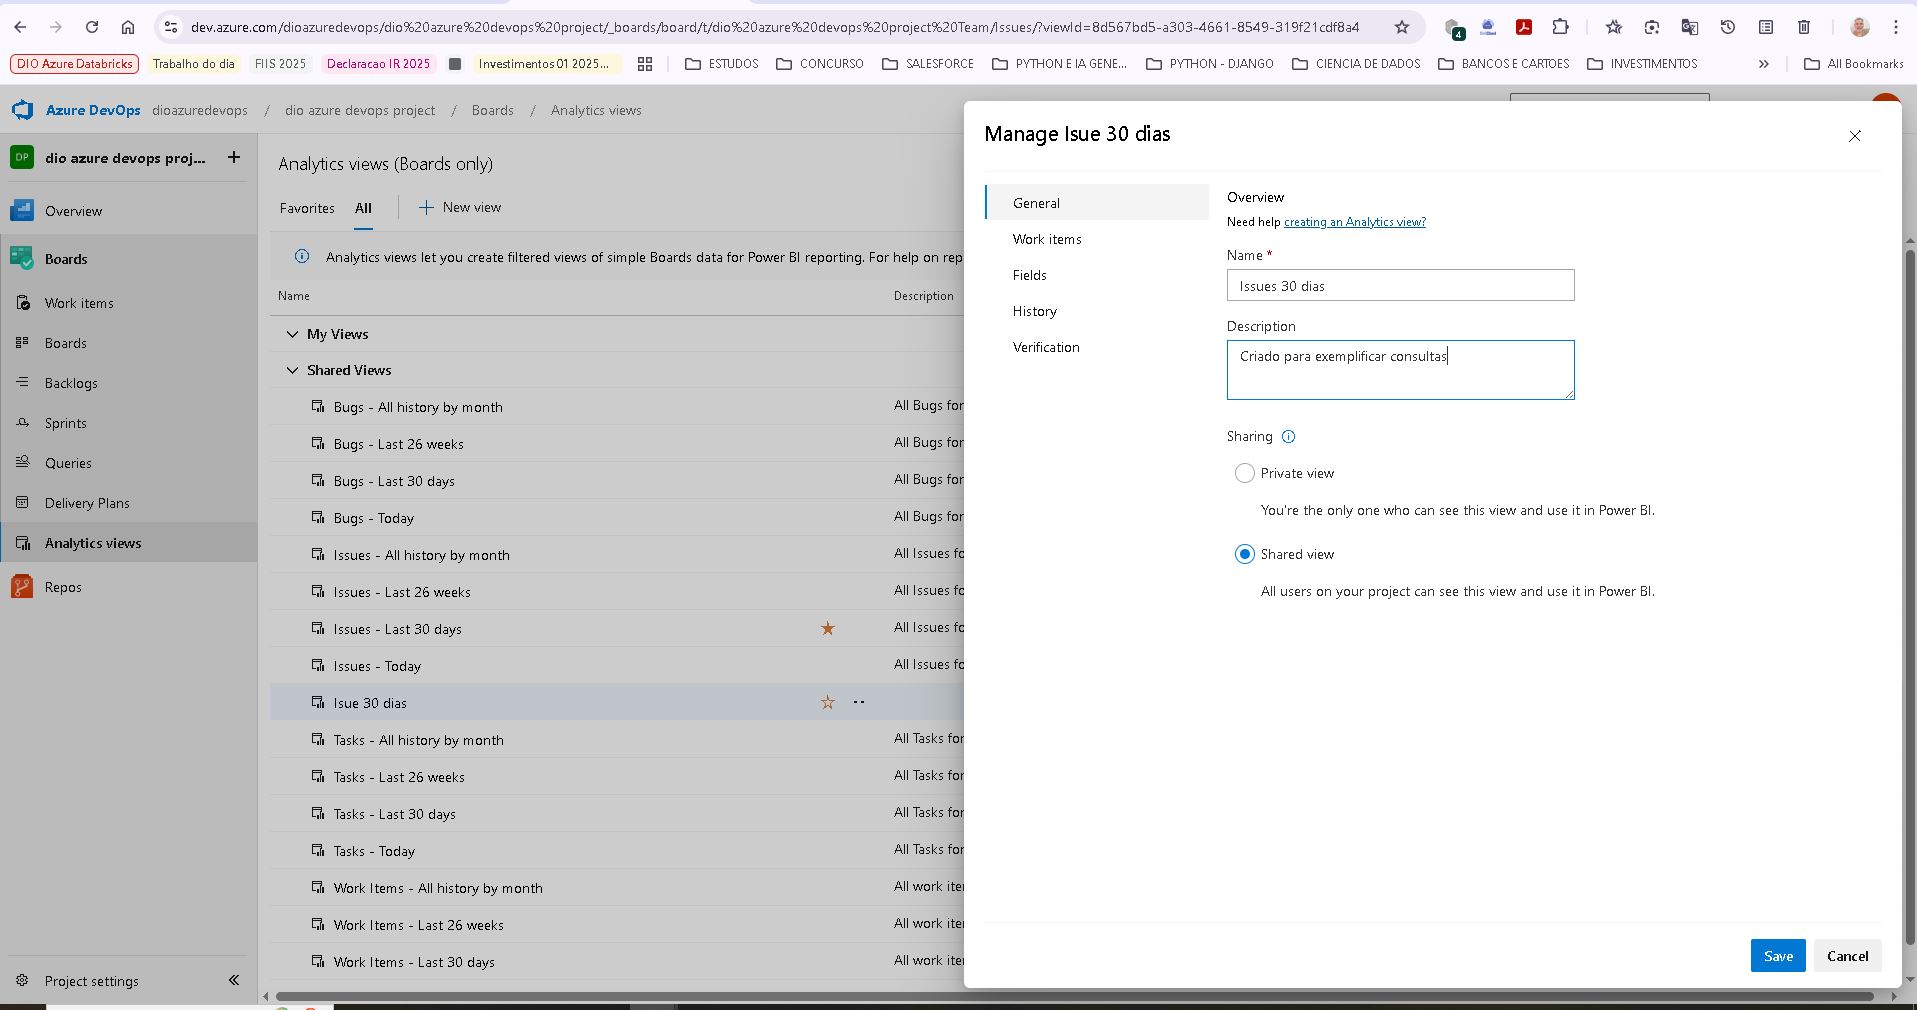 dev.azure.com/dioazuredevops/dio%20azure%20devops%20project/_boards/board/t/dio%20azure%20devops%20project%20Team/Issues/?viewId=8d567bd5-a303-4661-8549-319f21cdf8a4
4
DIO Azure Databricks
Trabalho do dia
FIIS 2025
Declaracao IR 2025
Investimentos 01 2025...
ESTUDOS
CONCURSO
SALESFORCE
PYTHON E IA GENE...
PYTHON - DJANGO
CIENCIA DE DADOS
BANCOS E CARTOES
INVESTIMENTOS
All Bookmarks
Azure DevOps dioazuredevops / dio azure devops project / Boards / Analytics views
DP dio azure devops proj...
Overview
Boards
Work items
Boards
Backlogs
Sprints
Queries
Delivery Plans
Analytics views
Repos
Project settings
Analytics views (Boards only)
Favorites All New view
Analytics views let you create filtered views of simple Boards data for Power BI reporting. For help on rep
Name Description
My Views
Shared Views
Bugs - All history by month All Bugs for
Bugs - Last 26 weeks All Bugs for
Bugs - Last 30 days All Bugs for
Bugs - Today All Bugs for
Issues - All history by month All Issues fo
Issues - Last 26 weeks All Issues fo
Issues - Last 30 days All Issues fo
Issues - Today All Issues fo
Isue 30 dias
Tasks - All history by month All Tasks for
Tasks - Last 26 weeks All Tasks for
Tasks - Last 30 days All Tasks for
Tasks - Today All Tasks for
Work Items - All history by month All work iter
Work Items - Last 26 weeks All work iter
Work Items - Last 30 days All work iter
Manage Isue 30 dias
General
Work items
Fields
History
Verification
Overview
Need help creating an Analytics view?
Name *
Issues 30 dias
Description
Criado para exemplificar consultas
Sharing
Private view
You're the only one who can see this view and use it in Power BI.
Shared view
All users on your project can see this view and use it in Power BI.
Save Cancel